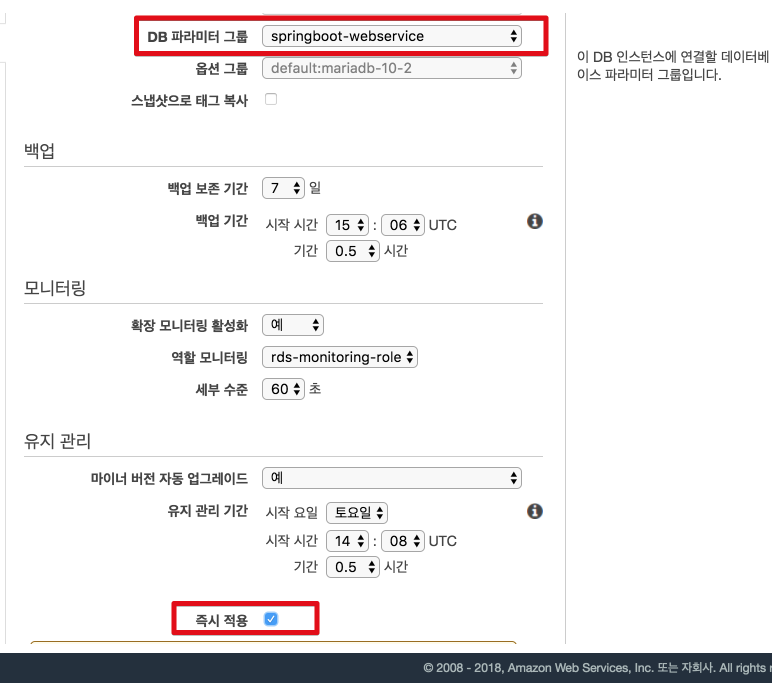 DB 파라미터 그룹 springboot-webservice
이 DB 인스턴스에 연결할 데이터베
이스 파라미터 그룹입니다.
옵션 그룹 default:mariadb-10-2
스냅샷으로 태그 복사
백업
백업 보존 기간 7 일
백업 기간 시작 시간 15 : 06 UTC
기간 0.5 시간
모니터링
확장 모니터링 활성화 예
역할 모니터링 rds-monitoring-role
세부 수준 60 초
유지 관리
마이너 버전 자동 업그레이드 예
유지 관리 기간 시작 요일 토요일
시작 시간 14 : 08 UTC
기간 0.5 시간
즉시 적용
© 2008 - 2018, Amazon Web Services, Inc. 또는 자회사. All rights